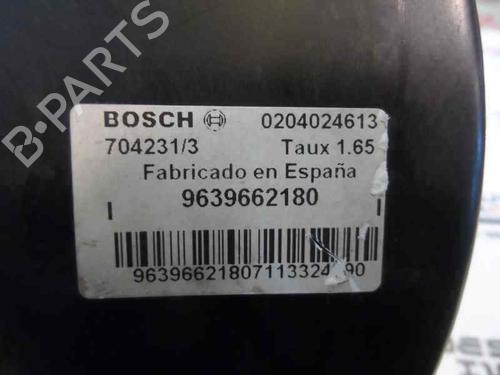 B-PARTS
BOSCH 0204024613
704231/3 Taux 1.65
Fabricado en España
9639662180